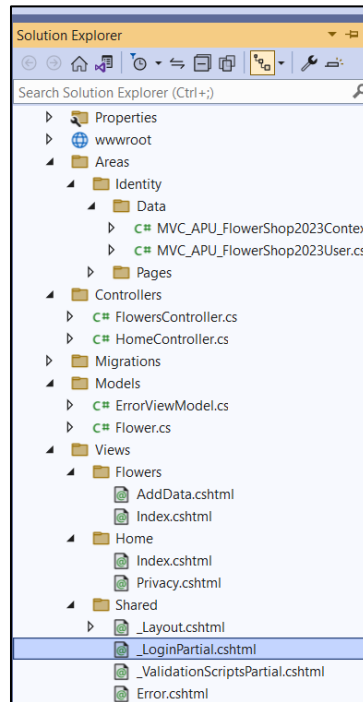 Solution Explorer
Search Solution Explorer (Ctrl+;)
Properties
wwwroot
Areas
Identity
Data
C# MVC_APU_FlowerShop2023Contex
C# MVC_APU_FlowerShop2023User.cs
Pages
Controllers
C# FlowersController.cs
C# HomeController.cs
Migrations
Models
C# ErrorViewModel.cs
C# Flower.cs
Views
Flowers
@ AddData.cshtml
@ Index.cshtml
Home
@ Index.cshtml
@ Privacy.cshtml
Shared
@ _Layout.cshtml
@ _LoginPartial.cshtml
@ _ValidationScriptsPartial.cshtml
@ Error.cshtml